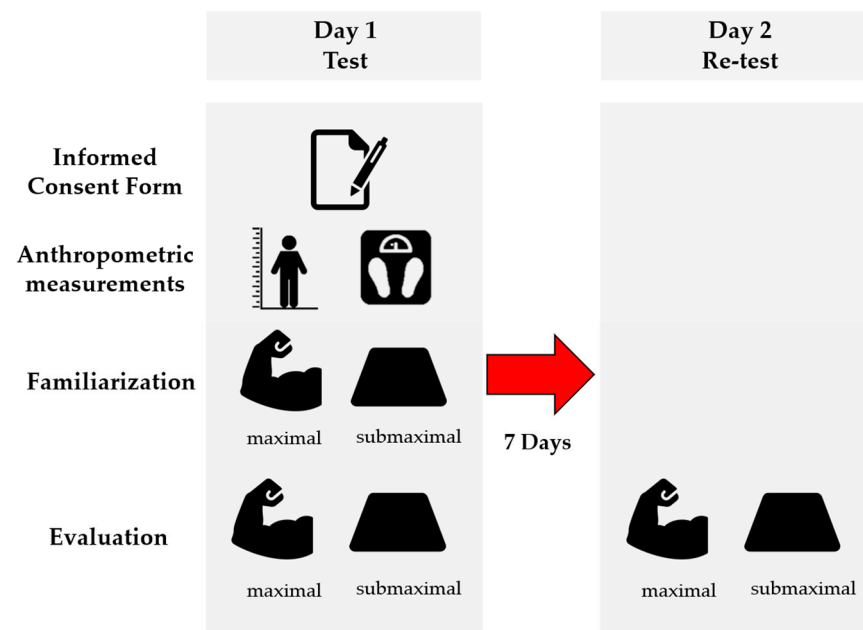 Day 1
Test
Day 2
Re-test
Informed
Consent Form
Anthropometric
measurements
Familiarization
maximal submaximal
7 Days
Evaluation
maximal submaximal
maximal submaximal